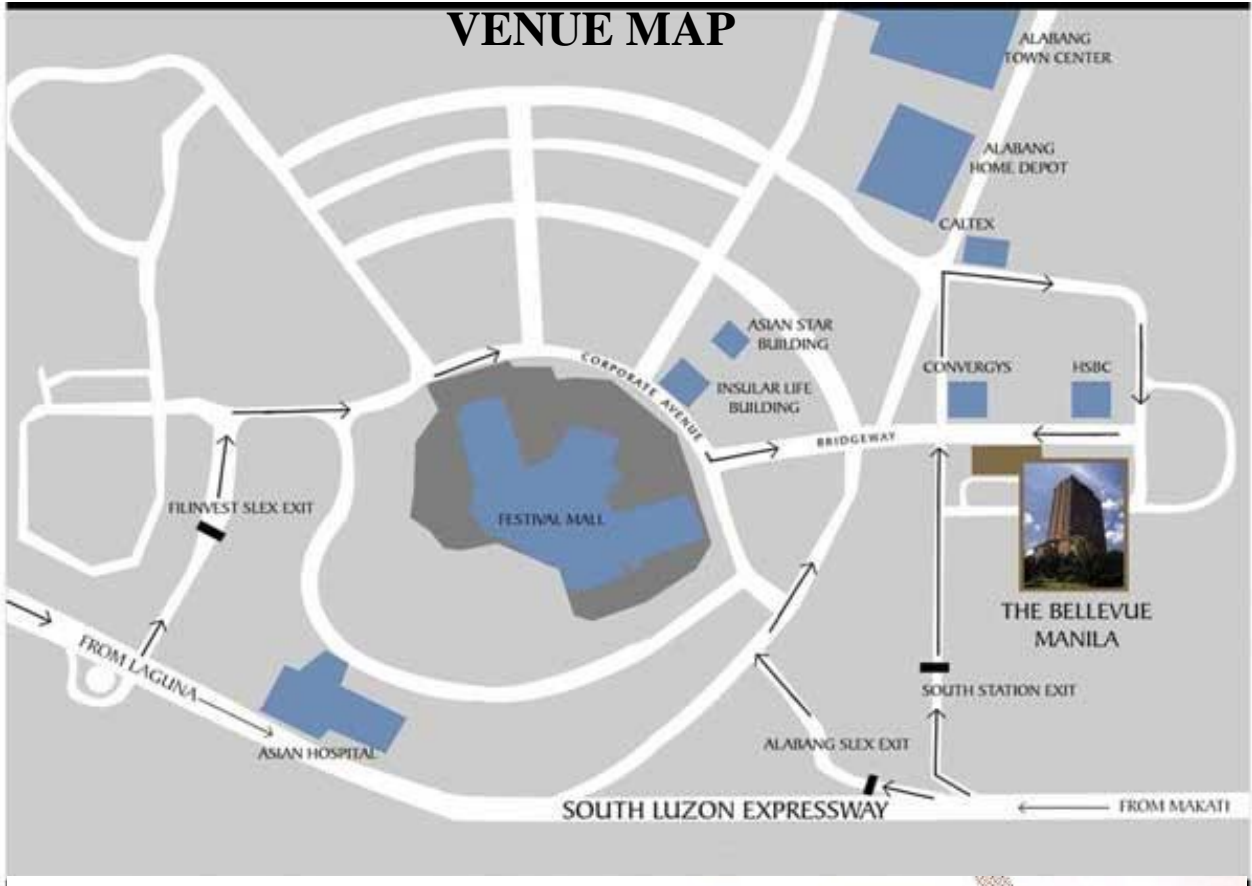 VENUE MAP
ALABANG
TOWN CENTER
ALABANG
HOME DEPOT
CALTEX
ASIAN STAR
BUILDING
CORPORATE AVENUE
CONVERGYS
HSBC
INSULAR LIFE
BUILDING
BRIDGEWAY
FILINVEST SLEX EXIT
FESTIVAL MALL
THE BELLEVUE
MANILA
FROM LAGUNA
SOUTH STATION EXIT
ASIAN HOSPITAL
ALABANG SLEX EXIT
SOUTH LUZON EXPRESSWAY
FROM MAKATI